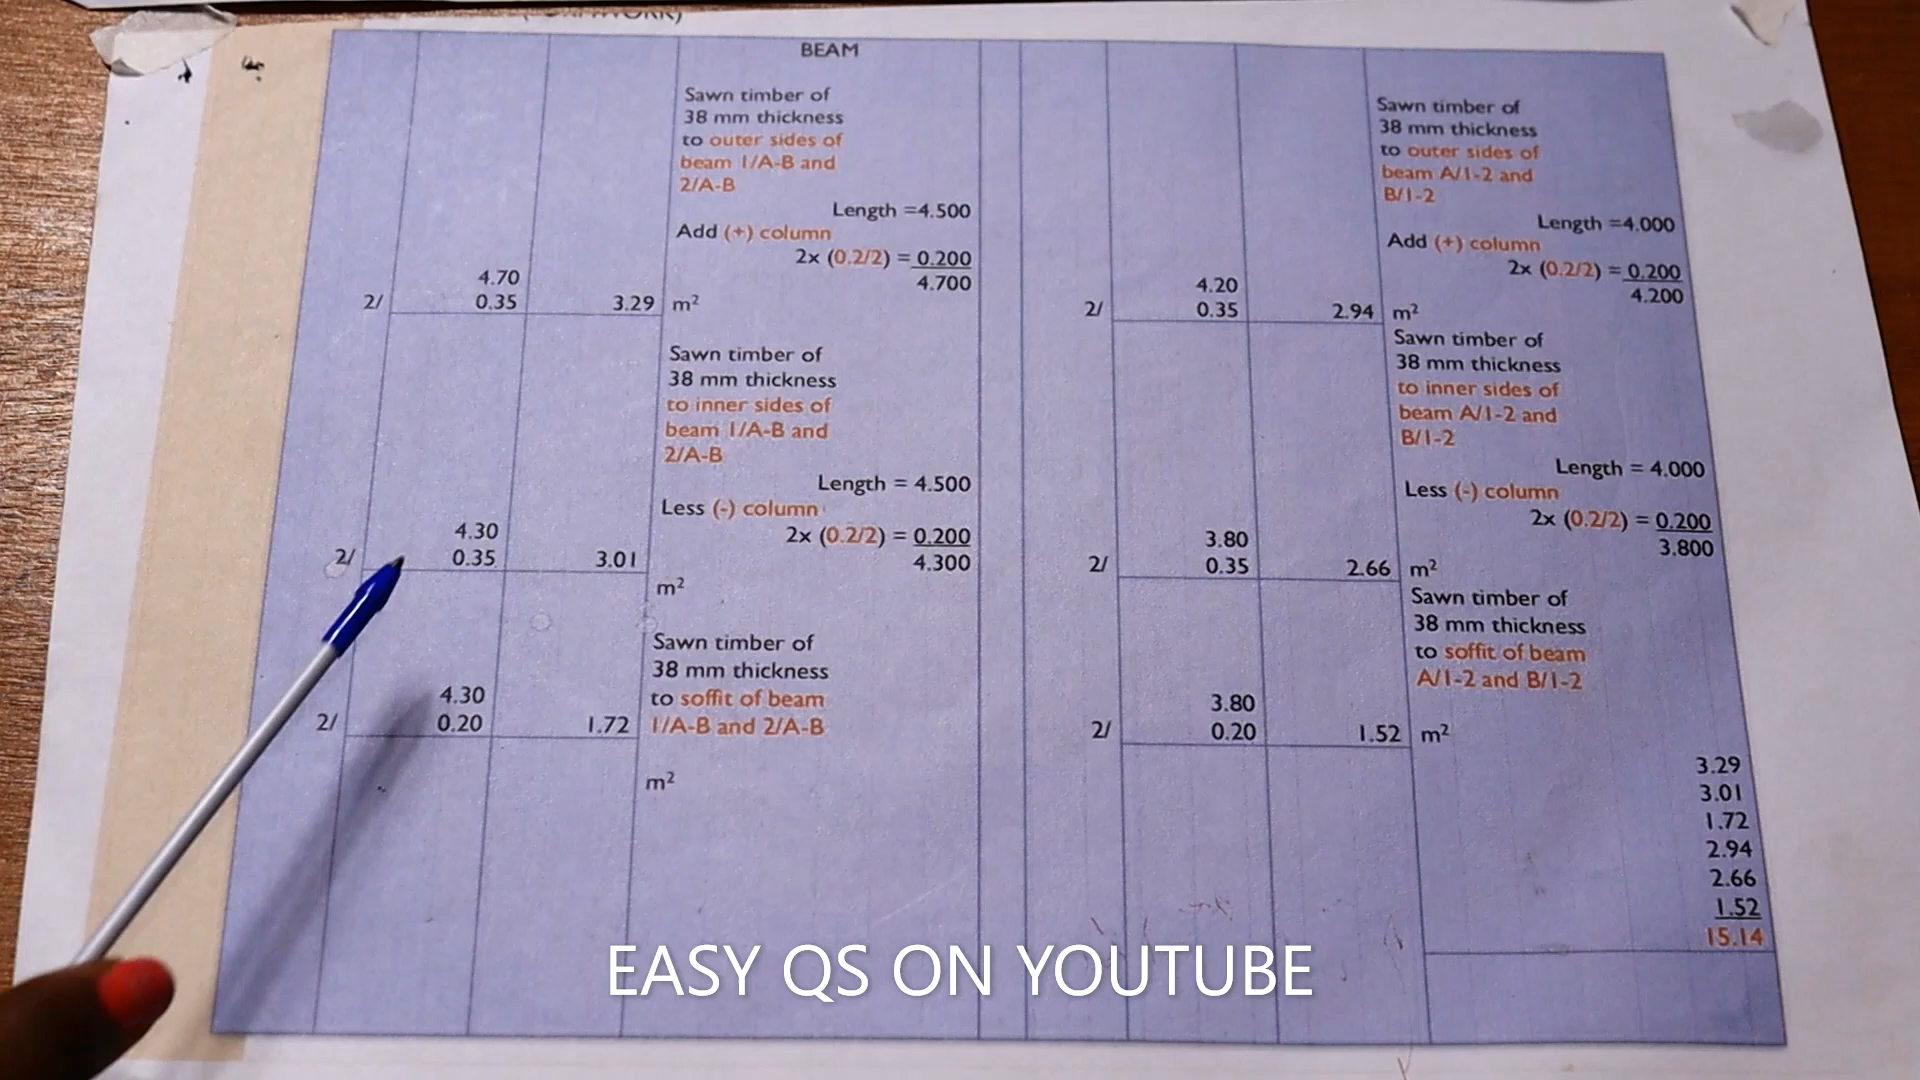 BEAM
Sawn timber of
38 mm thickness
to outer sides of
beam 1/A-B and
2/A-B
Length =4.500
Add (+) column
2x (0.2/2) = 0.200
4.700
4.70
2/ 0.35 3.29 m²
Sawn timber of
38 mm thickness
to inner sides of
beam 1/A-B and
2/A-B
Length = 4.500
Less (-) column
2x (0.2/2) = 0.200
4.300
4.30
2/ 0.35 3.01
m²
Sawn timber of
38 mm thickness
to soffit of beam
1/A-B and 2/A-B
4.30
2/ 0.20 1.72
m²
Sawn timber of
38 mm thickness
to outer sides of
beam A/1-2 and
B/1-2
Length =4.000
Add (+) column
2x (0.2/2) = 0.200
4.200
4.20
2/ 0.35 2.94 m²
Sawn timber of
38 mm thickness
to inner sides of
beam A/1-2 and
B/1-2
Length = 4.000
Less (-) column
2x (0.2/2) = 0.200
3.800
3.80
2/ 0.35 2.66 m²
Sawn timber of
38 mm thickness
to soffit of beam
A/1-2 and B/1-2
3.80
2/ 0.20 1.52 m²
3.29
3.01
1.72
2.94
2.66
1.52
15.14
EASY QS ON YOUTUBE